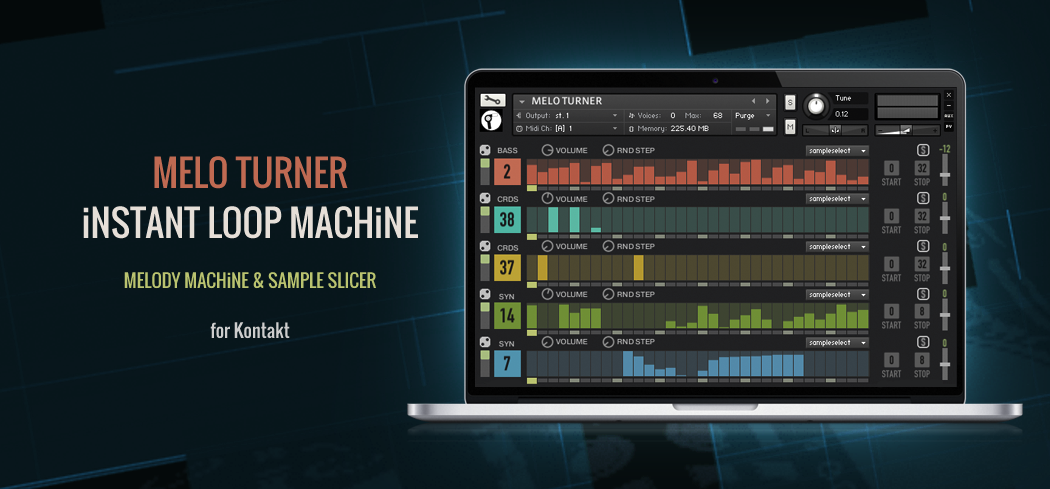 MELO TURNER
iNSTANT LOOP MACHiNE
MELODY MACHiNE & SAMPLE SLICER
for Kontakt
MELO TURNER
Output: st. 1 Voices: 0 Max: 68 Purge
Midi Ch: [A] 1 Memory: 225.40 MB
S
M
Tune
0.12
L R
AUX
PV
BASS VOLUME RND STEP sampleselect S -12
2 0 START 32 STOP
CRDS VOLUME RND STEP sampleselect S 0
38 0 START 32 STOP
CRDS VOLUME RND STEP sampleselect S 0
37 0 START 32 STOP
SYN VOLUME RND STEP sampleselect S 0
14 0 START 8 STOP
SYN VOLUME RND STEP sampleselect S 0
7 0 START 8 STOP